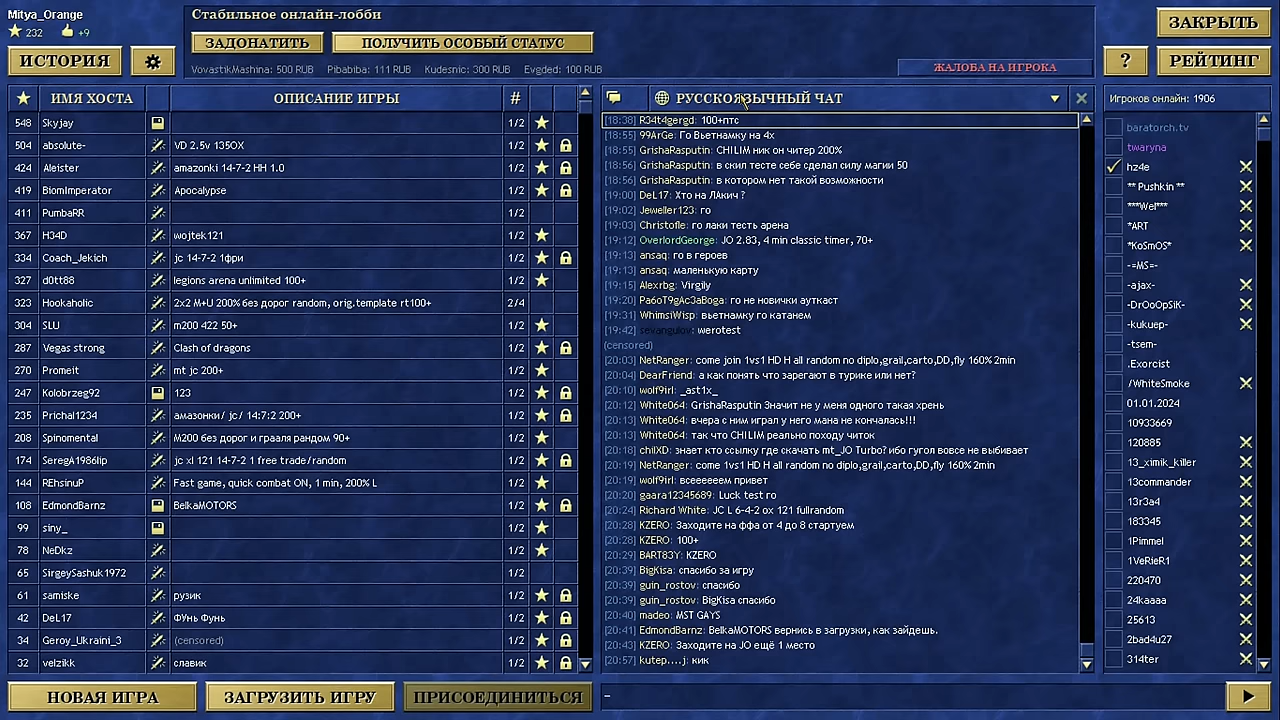 Mitya_Orange
232 +9
ИСТОРИЯ
Стабильное онлайн-лобби
ЗАДОНАТИТЬ ПОЛУЧИТЬ ОСОБЫЙ СТАТУС
VovastikMashina: 500 RUB Pibabiba: 111 RUB Kudesnic: 300 RUB Evgded: 100 RUB
ЖАЛОБА НА ИГРОКА
ЗАКРЫТЬ
? РЕЙТИНГ
ИМЯ ХОСТА ОПИСАНИЕ ИГРЫ #
548 Skyjay 1/2
504 absolute- VD 2.5v 135OX 1/2
424 Aleister amazonki 14-7-2 HH 1.0 1/2
419 BiomImperator Apocalypse 1/2
411 PumbaRR 1/2
367 H34D wojtek121 1/2
334 Coach_Jekich jc 14-7-2 1фри 1/2
327 d0tt88 legions arena unlimited 100+ 1/2
323 Hookaholic 2x2 M+U 200% без дорог random, orig.template rt100+ 2/4
304 SLU m200 422 50+ 1/2
287 Vegas strong Clash of dragons 1/2
270 Promeit mt jc 200+ 1/2
247 Kolobrzeg92 123 1/2
235 Prichal1234 амазонки/ jc/ 14:7:2 200+ 1/2
208 Spinomental M200 без дорог и грааля рандом 90+ 1/2
174 SeregA1986lip jc xl 121 14-7-2 1 free trade/random 1/2
144 REhsinuP Fast game, quick combat ON, 1 min, 200% L 1/2
108 EdmondBarnz BelkaMOTORS 1/2
99 siny_ 1/2
78 NeDkz 1/2
65 SirgeySashuk1972 1/2
61 samiske рузик 1/2
42 DeL17 ФУнь Фунь 1/2
34 Geroy_Ukraini_3 (censored) 1/2
32 velzikk славик 1/2
НОВАЯ ИГРА ЗАГРУЗИТЬ ИГРУ ПРИСОЕДИНИТЬСЯ
РУССКОЯЗЫЧНЫЙ ЧАТ
[18:38] R34t4gergd: 100+птс
[18:55] 99ArGe: Го Вьетнамку на 4х
[18:55] GrishaRasputin: CHILIM ник он читер 200%
[18:56] GrishaRasputin: в скил тесте себе сделал силу магии 50
[18:56] GrishaRasputin: в котором нет такой возможности
[19:00] DeL17: Хто на ЛАкич ?
[19:02] Jeweller123: го
[19:03] Christofle: го лаки тесть арена
[19:12] OverlordGeorge: JO 2.83, 4 min classic timer, 70+
[19:13] ansaq: го в героев
[19:13] ansaq: маленькую карту
[19:15] Alexrbg: Virgily
[19:20] Pa6oT9gAc3aBoga: го не новички ауткаст
[19:31] WhimsiWisp: вьетнамку го катанем
[19:42] sevangulov: werotest
(censored)
[20:03] NetRanger: come join 1vs1 HD H all random no diplo,grail,carto,DD,fly 160% 2min
[20:04] DearFriend: а как понять что зарегают в турике или нет?
[20:10] wolf9irl: _ast1x_
[20:12] White064: GrishaRasputin Значит не у меня одного такая хрень
[20:13] White064: вчера с ним играл у него мана не кончалась!!!
[20:13] White064: так что CHILIM реально походу читок
[20:18] chilXD: знает кто ссылку где скачать mt_JO Turbo? ибо гугол вовсе не выбивает
[20:19] NetRanger: come 1vs1 HD H all random no diplo,grail,carto,DD,fly 160% 2min
[20:19] wolf9irl: всеееееем привет
[20:20] gaara12345689: Luck test го
[20:24] Richard White: JC L 6-4-2 ox 121 fullrandom
[20:28] KZERO: Заходите на ффа от 4 до 8 стартуем
[20:28] KZERO: 100+
[20:29] BART83Y: KZERO
[20:39] BigKisa: спасибо за игру
[20:39] guin_rostov: спасибо
[20:39] guin_rostov: BigKisa спасибо
[20:40] madeo: MST GAYS
[20:41] EdmondBarnz: BelkaMOTORS вернись в загрузки, как зайдешь.
[20:43] KZERO: Заходите на JO ещё 1 место
[20:57] kutep....j: кик
Игроков онлайн: 1906
baratorch.tv
twaryna
hz4e
** Pushkin **
***Wel***
*ART
*KoSmOS*
-=MS=-
-ajax-
-DrOoOpSiK-
-kukuep-
-tsem-
.Exorcist
/WhiteSmoke
01.01.2024
10933669
120885
13_ximik_killer
13commander
13r3a4
183345
1Pimmel
1VeRieR1
220470
24kaaaa
25613
2bad4u27
314ter